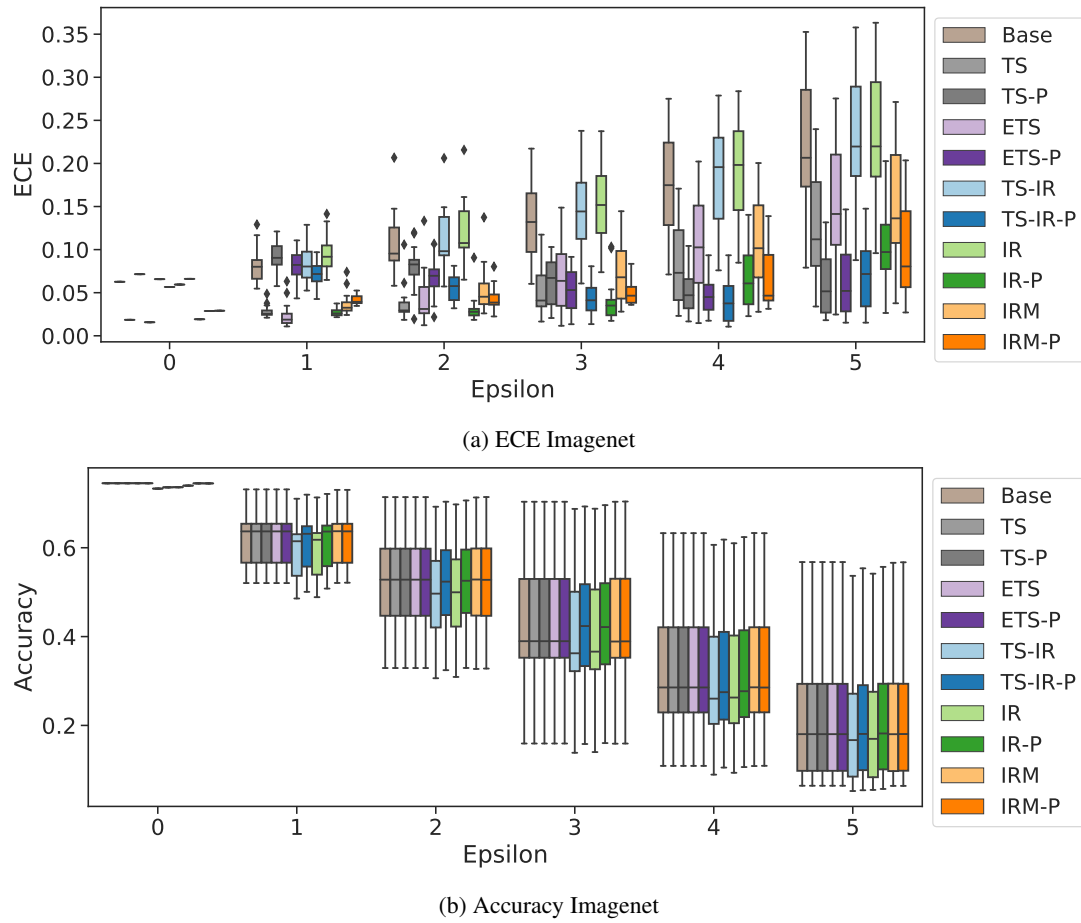 0.35
0.30
0.25
0.20
0.15
0.10
0.05
0.00
ECE
0 1 2 3 4 5
Epsilon
Base
TS
TS-P
ETS
ETS-P
TS-IR
TS-IR-P
IR
IR-P
IRM
IRM-P
(a) ECE Imagenet
0.6
0.4
0.2
Accuracy
0 1 2 3 4 5
Epsilon
Base
TS
TS-P
ETS
ETS-P
TS-IR
TS-IR-P
IR
IR-P
IRM
IRM-P
(b) Accuracy Imagenet